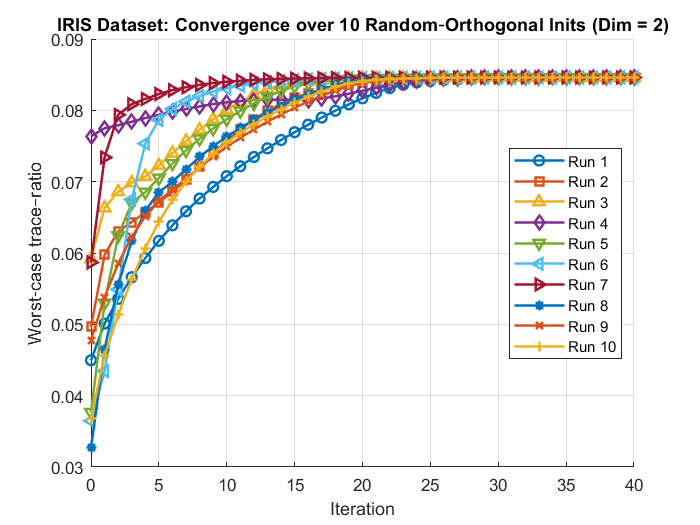 IRIS Dataset: Convergence over 10 Random-Orthogonal Inits (Dim = 2)
Worst-case trace-ratio
0.09
0.08
0.07
0.06
0.05
0.04
0.03
Run 1
Run 2
Run 3
Run 4
Run 5
Run 6
Run 7
Run 8
Run 9
Run 10
0 5 10 15 20 25 30 35 40
Iteration